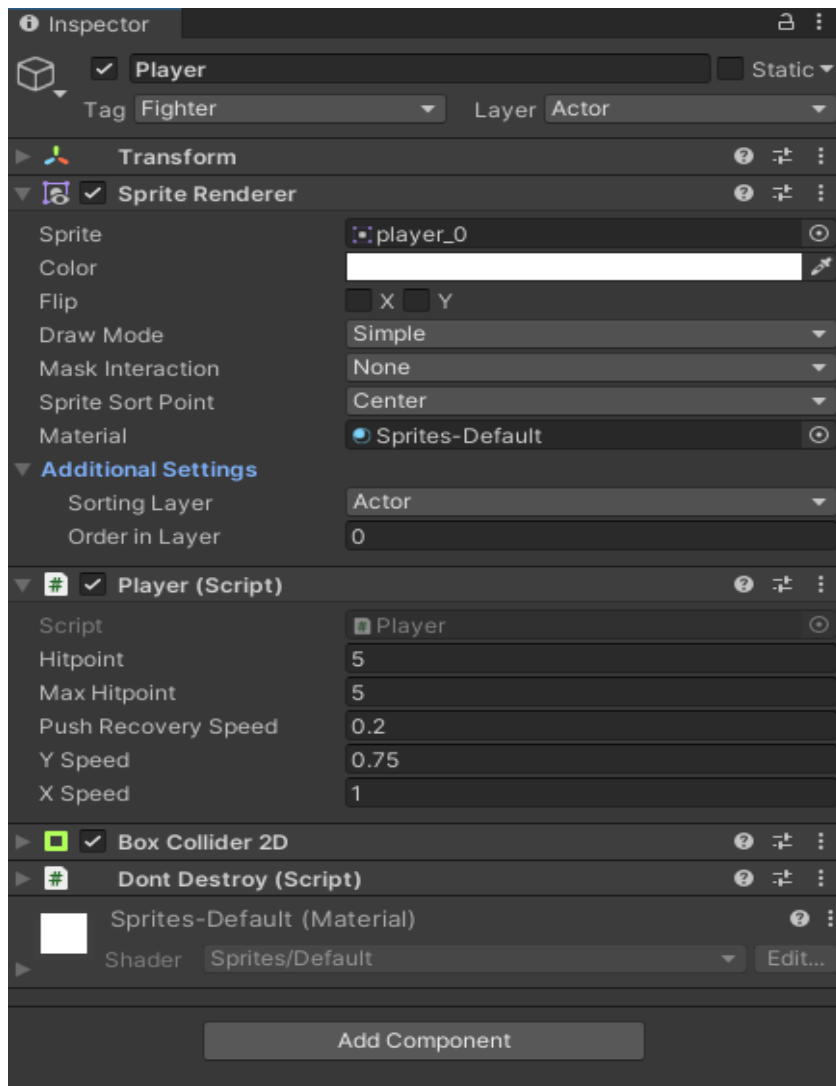 Inspector
Player Static
Tag Fighter Layer Actor
Transform
Sprite Renderer
Sprite player_0
Color
Flip X Y
Draw Mode Simple
Mask Interaction None
Sprite Sort Point Center
Material Sprites-Default
Additional Settings
Sorting Layer Actor
Order in Layer 0
# Player (Script)
Script Player
Hitpoint 5
Max Hitpoint 5
Push Recovery Speed 0.2
Y Speed 0.75
X Speed 1
Box Collider 2D
# Dont Destroy (Script)
Sprites-Default (Material)
Shader Sprites/Default Edit...
Add Component